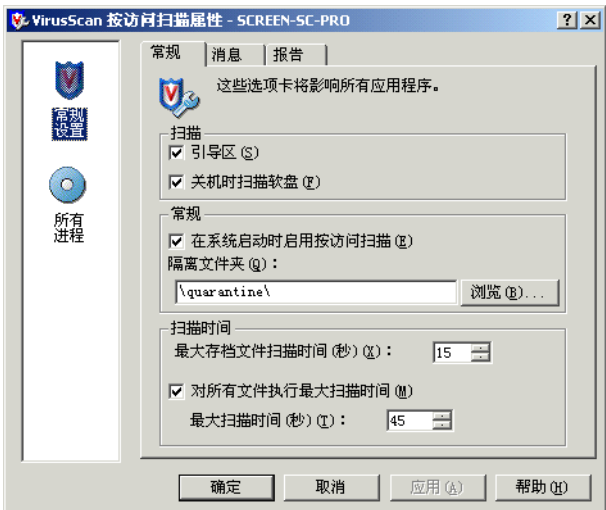 VirusScan 按访问扫描属性 - SCREEN-SC-PRO
常规 消息 报告
这些选项卡将影响所有应用程序。
常规
设置
所有
进程
扫描
引导区(S)
关机时扫描软盘(F)
常规
在系统启动时启用按访问扫描(E)
隔离文件夹(Q):
\quarantine\ 浏览(B)...
扫描时间
最大存档文件扫描时间(秒)(X): 15
对所有文件执行最大扫描时间(M)
最大扫描时间(秒)(T): 45
确定 取消 应用(A) 帮助(H)